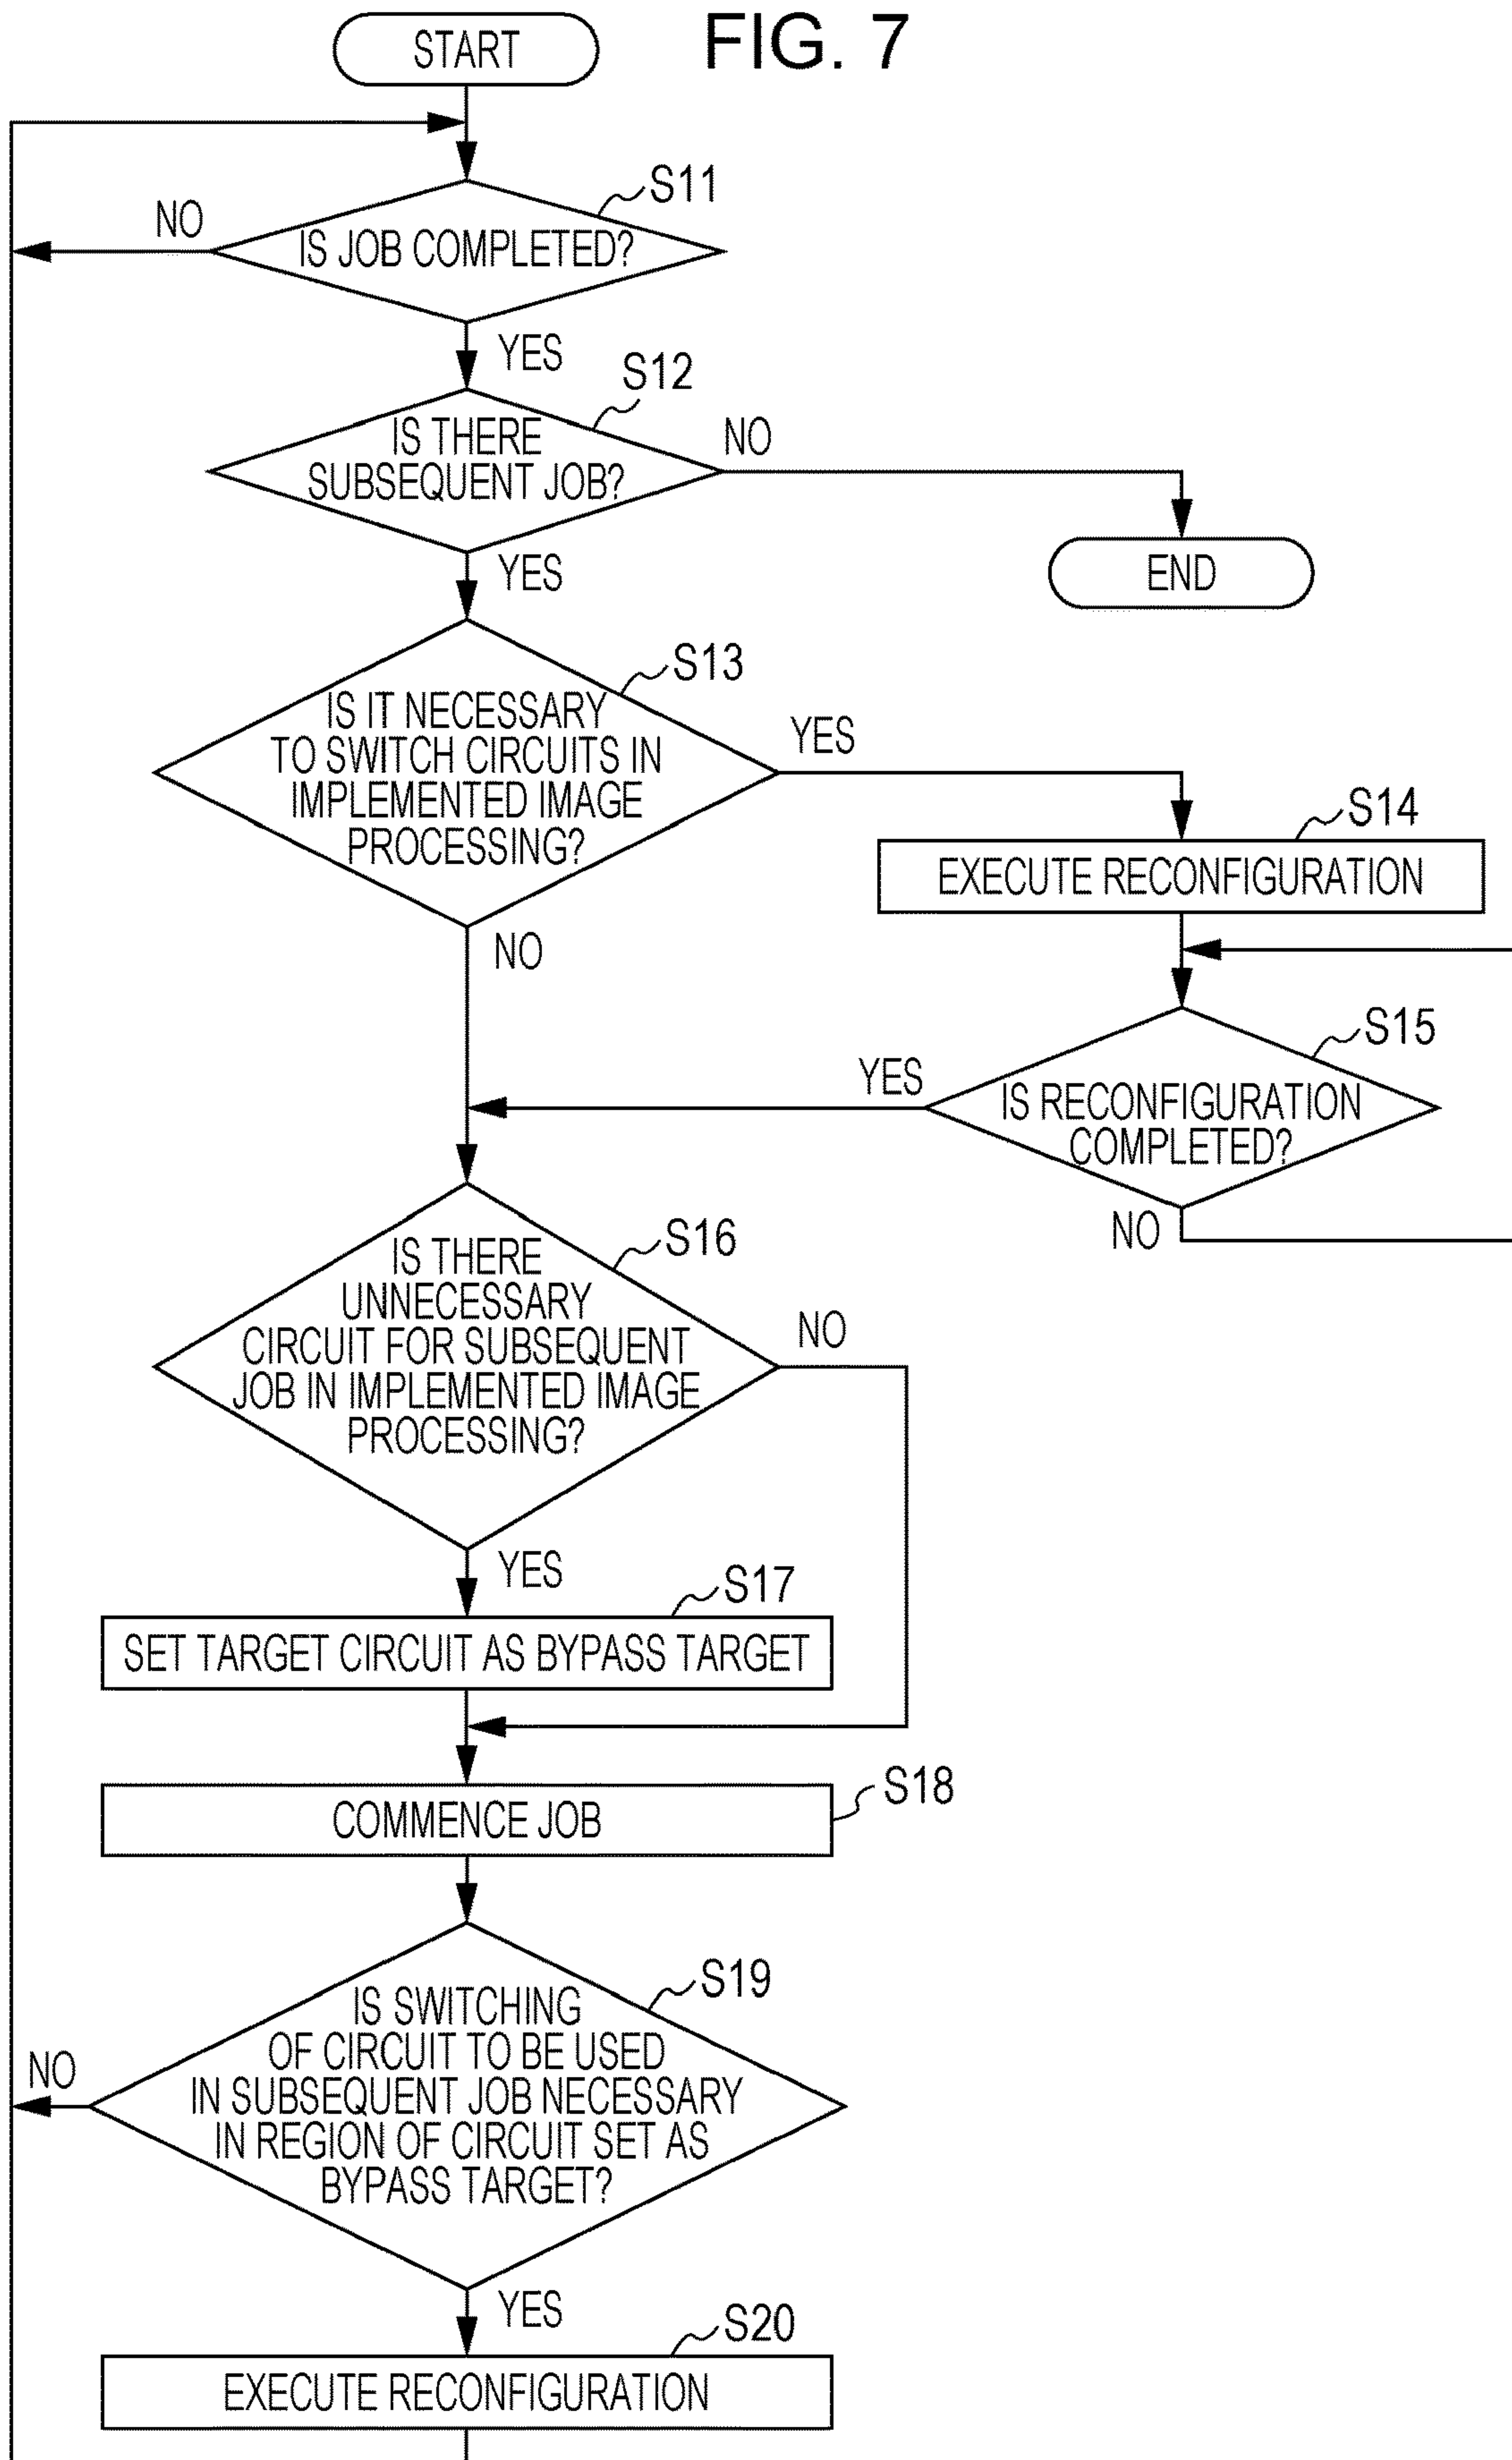 FIG. 7
START
S11
NO
IS JOB COMPLETED?
YES
S12
IS THERE
SUBSEQUENT JOB?
NO
YES
END
S13
IS IT NECESSARY
TO SWITCH CIRCUITS IN
IMPLEMENTED IMAGE
PROCESSING?
YES
S14
EXECUTE RECONFIGURATION
NO
S15
YES
IS RECONFIGURATION
COMPLETED?
NO
S16
IS THERE
UNNECESSARY
CIRCUIT FOR SUBSEQUENT
JOB IN IMPLEMENTED IMAGE
PROCESSING?
NO
YES
S17
SET TARGET CIRCUIT AS BYPASS TARGET
S18
COMMENCE JOB
S19
IS SWITCHING
OF CIRCUIT TO BE USED
IN SUBSEQUENT JOB NECESSARY
IN REGION OF CIRCUIT SET AS
BYPASS TARGET?
NO
YES
S20
EXECUTE RECONFIGURATION